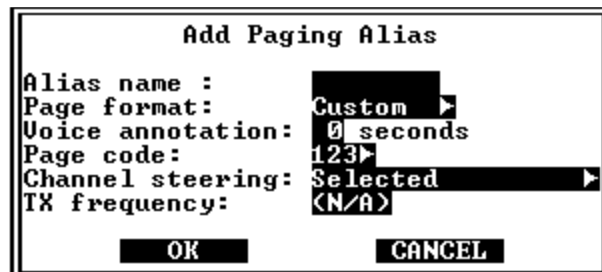 Add Paging Alias
Alias name :
Page format: Custom
Voice annotation: 0 seconds
Page code: 123
Channel steering: Selected
TX frequency: <N/A>
OK CANCEL